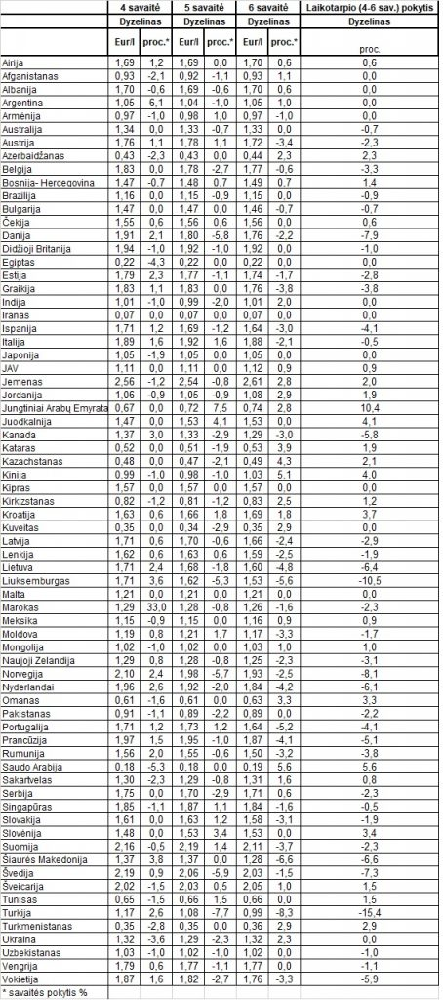 4 savaitė 5 savaitė 6 savaitė Laikotarpio (4-6 sav.) pokytis
Dyzelinas Dyzelinas Dyzelinas Dyzelinas
Eur/l proc.* Eur/l proc.* Eur/l proc.* proc.
Airija 1,69 1,2 1,69 0,0 1,70 0,6 0,6
Afganistanas 0,93 -2,1 0,92 -1,1 0,93 1,1 0,0
Albanija 1,70 -0,6 1,69 -0,6 1,70 0,6 0,0
Argentina 1,05 6,1 1,04 -1,0 1,05 1,0 0,0
Armėnija 0,97 -1,0 0,98 1,0 0,97 -1,0 0,0
Australija 1,34 0,0 1,33 -0,7 1,33 0,0 -0,7
Austrija 1,76 1,1 1,78 1,1 1,72 -3,4 -2,3
Azerbaidžanas 0,43 -2,3 0,43 0,0 0,44 2,3 2,3
Belgija 1,83 0,0 1,78 -2,7 1,77 -0,6 -3,3
Bosnija- Hercegovina 1,47 -0,7 1,48 0,7 1,49 0,7 1,4
Brazilija 1,16 0,0 1,15 -0,9 1,15 0,0 -0,9
Bulgarija 1,47 0,0 1,47 0,0 1,46 -0,7 -0,7
Čekija 1,55 0,6 1,56 0,6 1,56 0,0 0,6
Danija 1,91 2,1 1,80 -5,8 1,76 -2,2 -7,9
Didžioji Britanija 1,94 -1,0 1,92 -1,0 1,92 0,0 -1,0
Egiptas 0,22 -4,3 0,22 0,0 0,22 0,0 0,0
Estija 1,79 2,3 1,77 -1,1 1,74 -1,7 -2,8
Graikija 1,83 1,1 1,83 0,0 1,76 -3,8 -3,8
Indija 1,01 -1,0 0,99 -2,0 1,01 2,0 0,0
Iranas 0,07 0,0 0,07 0,0 0,07 0,0 0,0
Ispanija 1,71 1,2 1,69 -1,2 1,64 -3,0 -4,1
Italija 1,89 1,6 1,92 1,6 1,88 -2,1 -0,5
Japonija 1,05 -1,9 1,05 0,0 1,05 0,0 0,0
JAV 1,11 0,0 1,11 0,0 1,12 0,9 0,9
Jemenas 2,56 -1,2 2,54 -0,8 2,61 2,8 2,0
Jordanija 1,06 -0,9 1,05 -0,9 1,08 2,9 1,9
Jungtiniai Arabų Emyrata 0,67 0,0 0,72 7,5 0,74 2,8 10,4
Juodkalnija 1,47 0,0 1,53 4,1 1,53 0,0 4,1
Kanada 1,37 3,0 1,33 -2,9 1,29 -3,0 -5,8
Kataras 0,52 0,0 0,51 -1,9 0,53 3,9 1,9
Kazachstanas 0,48 0,0 0,47 -2,1 0,49 4,3 2,1
Kinija 0,99 -1,0 0,98 -1,0 1,03 5,1 4,0
Kipras 1,57 0,0 1,57 0,0 1,57 0,0 0,0
Kirkizstanas 0,82 -1,2 0,81 -1,2 0,83 2,5 1,2
Kroatija 1,63 0,6 1,66 1,8 1,69 1,8 3,7
Kuveitas 0,35 0,0 0,34 -2,9 0,35 2,9 0,0
Latvija 1,71 0,6 1,70 -0,6 1,66 -2,4 -2,9
Lenkija 1,62 0,6 1,63 0,6 1,59 -2,5 -1,9
Lietuva 1,71 2,4 1,68 -1,8 1,60 -4,8 -6,4
Liuksemburgas 1,71 3,6 1,62 -5,3 1,53 -5,6 -10,5
Malta 1,21 0,0 1,21 0,0 1,21 0,0 0,0
Marokas 1,29 33,0 1,28 -0,8 1,26 -1,6 -2,3
Meksika 1,15 -0,9 1,15 0,0 1,16 0,9 0,9
Moldova 1,19 0,8 1,21 1,7 1,17 -3,3 -1,7
Mongolija 1,02 -1,0 1,02 0,0 1,03 1,0 1,0
Naujoji Zelandija 1,29 0,8 1,28 -0,8 1,25 -2,3 -3,1
Norvegija 2,10 2,4 1,98 -5,7 1,93 -2,5 -8,1
Nyderlandai 1,96 2,6 1,92 -2,0 1,84 -4,2 -6,1
Omanas 0,61 -1,6 0,61 0,0 0,63 3,3 3,3
Pakistanas 0,91 -1,1 0,89 -2,2 0,89 0,0 -2,2
Portugalija 1,71 1,2 1,73 1,2 1,64 -5,2 -4,1
Prancūzija 1,97 1,5 1,95 -1,0 1,87 -4,1 -5,1
Rumunija 1,56 2,0 1,55 -0,6 1,50 -3,2 -3,8
Saudo Arabija 0,18 -5,3 0,18 0,0 0,19 5,6 5,6
Sakartvelas 1,30 -2,3 1,29 -0,8 1,31 1,6 0,8
Serbija 1,75 0,0 1,70 -2,9 1,71 0,6 -2,3
Singapūras 1,85 -1,1 1,87 1,1 1,84 -1,6 -0,5
Slovakija 1,61 0,0 1,63 1,2 1,58 -3,1 -1,9
Slovėnija 1,48 0,0 1,53 3,4 1,53 0,0 3,4
Suomija 2,16 -0,5 2,19 1,4 2,11 -3,7 -2,3
Šiaurės Makedonija 1,37 3,8 1,37 0,0 1,28 -6,6 -6,6
Švedija 2,19 0,9 2,06 -5,9 2,03 -1,5 -7,3
Šveicarija 2,02 -1,5 2,03 0,5 2,05 1,0 1,5
Tunisas 0,65 -1,5 0,66 1,5 0,66 0,0 1,5
Turkija 1,17 2,6 1,08 -7,7 0,99 -8,3 -15,4
Turkmenistanas 0,35 -2,8 0,35 0,0 0,36 2,9 2,9
Ukraina 1,32 -3,6 1,29 -2,3 1,32 2,3 0,0
Uzbekistanas 1,03 -1,0 1,02 -1,0 1,02 0,0 -1,0
Vengrija 1,79 0,6 1,77 -1,1 1,77 0,0 -1,1
Vokietija 1,87 1,6 1,82 -2,7 1,76 -3,3 -5,9
* savaitės pokytis %